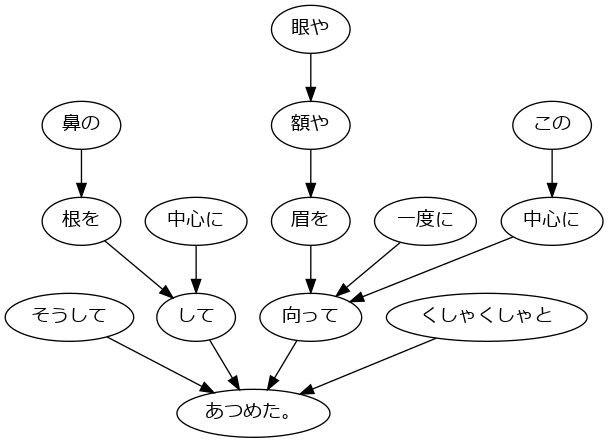 眼や
鼻の
額や
この
根を
中心に
眉を
一度に
中心に
そうして
して
向って
くしゃくしゃと
あつめた。